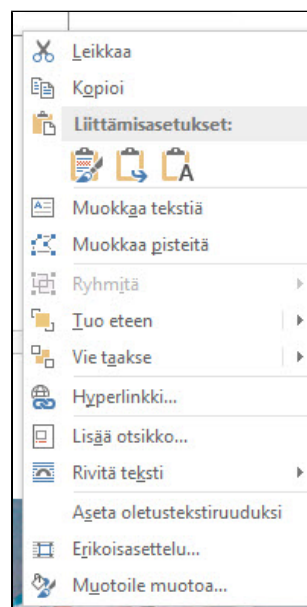 Leikkaa
Kopioi
Liittämisasetukset:
Muokkaa tekstiä
Muokkaa pisteitä
Ryhmitä
Tuo eteen
Vie taakse
Hyperlinkki...
Lisää otsikko...
Rivitä teksti
Aseta oletustekstiruuduksi
Erikoisasettelu...
Muotoile muotoa...